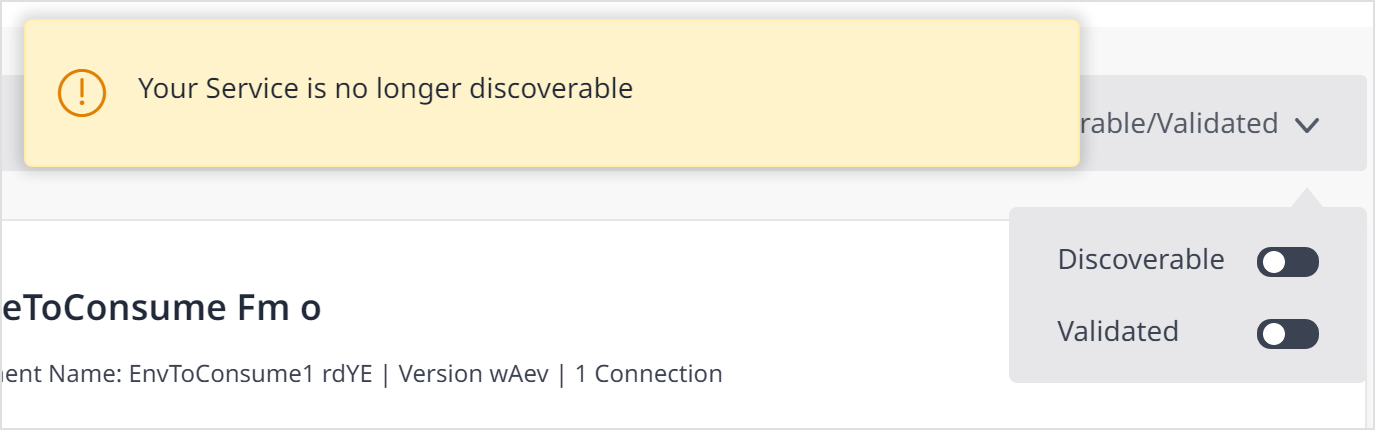 Your Service is no longer discoverable
rable/Validated
Discoverable
Validated
eToConsume Fm o
ent Name: EnvToConsume1 rdYE | Version wAev | 1 Connection